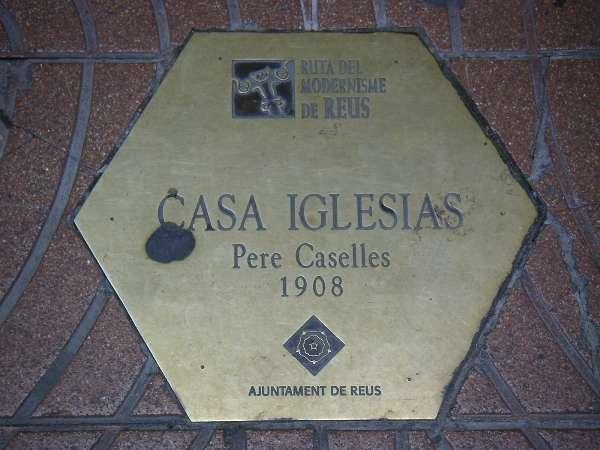 RUTA DEL
MODERNISME
DE REUS
CASA IGLESIAS
Pere Caselles
1908
AJUNTAMENT DE REUS